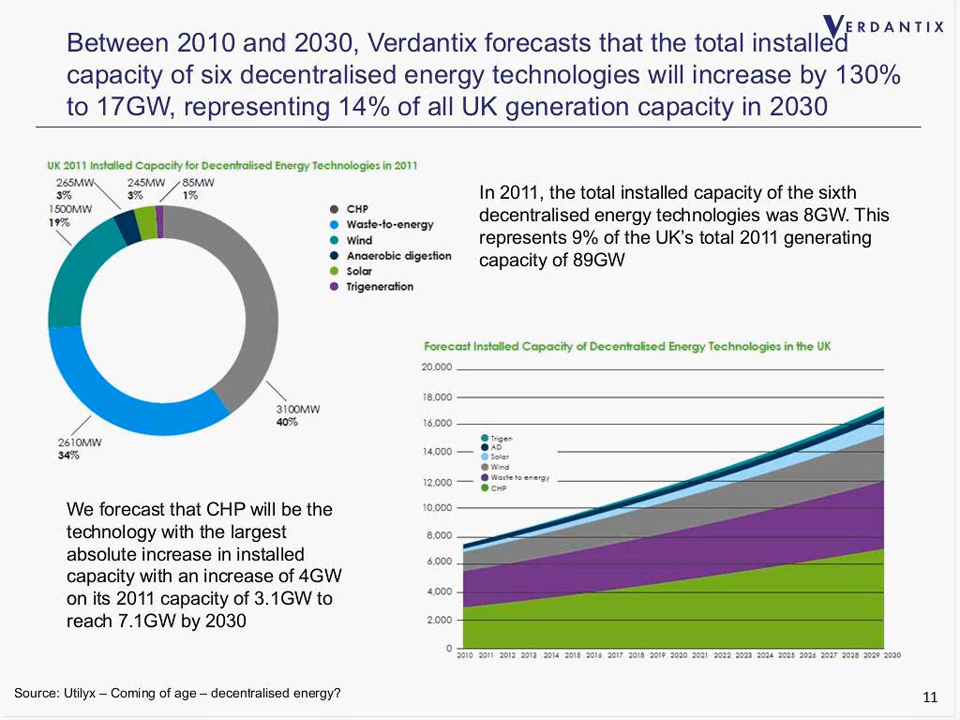 VERDANTIX
Between 2010 and 2030, Verdantix forecasts that the total installed
capacity of six decentralised energy technologies will increase by 130%
to 17GW, representing 14% of all UK generation capacity in 2030
UK 2011 Installed Capacity for Decentralised Energy Technologies in 2011
265MW
3%
245MW
3%
85MW
1%
1500MW
19%
3100MW
40%
2610MW
34%
CHP
Waste-to-energy
Wind
Anaerobic digestion
Solar
Trigeneration
In 2011, the total installed capacity of the sixth
decentralised energy technologies was 8GW. This
represents 9% of the UK's total 2011 generating
capacity of 89GW
Forecast Installed Capacity of Decentralised Energy Technologies in the UK
20,000
18,000
16,000
14,000
12,000
10,000
8,000
6,000
4,000
2,000
0
Trigen
AD
Solar
Wind
Waste to energy
CHP
2010 2011 2012 2013 2014 2015 2016 2017 2018 2019 2020 2021 2022 2023 2024 2025 2026 2027 2028 2029 2030
We forecast that CHP will be the
technology with the largest
absolute increase in installed
capacity with an increase of 4GW
on its 2011 capacity of 3.1GW to
reach 7.1GW by 2030
Source: Utilyx – Coming of age – decentralised energy?
11